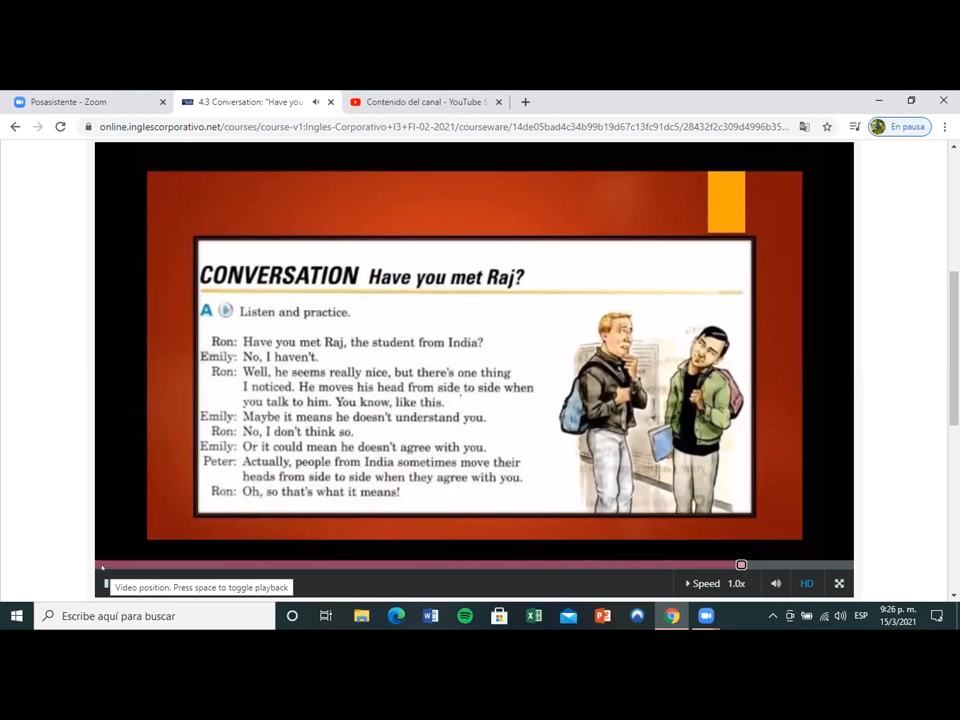 Posasistente - Zoom
4.3 Conversation: "Have you
Contenido del canal - YouTube S
online.inglescorporativo.net/courses/course-v1:Ingles-Corporativo+I3+FI-02-2021/courseware/14de05bad4c34b99b19d67c13fc91dc5/28432f2c309d4996b35...
En pausa
CONVERSATION Have you met Raj?
A Listen and practice.
Ron: Have you met Raj, the student from India?
Emily: No, I haven't.
Ron: Well, he seems really nice, but there's one thing
I noticed. He moves his head from side to side when
you talk to him. You know, like this.
Emily: Maybe it means he doesn't understand you.
Ron: No, I don't think so.
Emily: Or it could mean he doesn't agree with you.
Peter: Actually, people from India sometimes move their
heads from side to side when they agree with you.
Ron: Oh, so that's what it means!
Video position. Press space to toggle playback
Speed 1.0x
HD
Escribe aquí para buscar
ESP
9:26 p. m.
15/3/2021